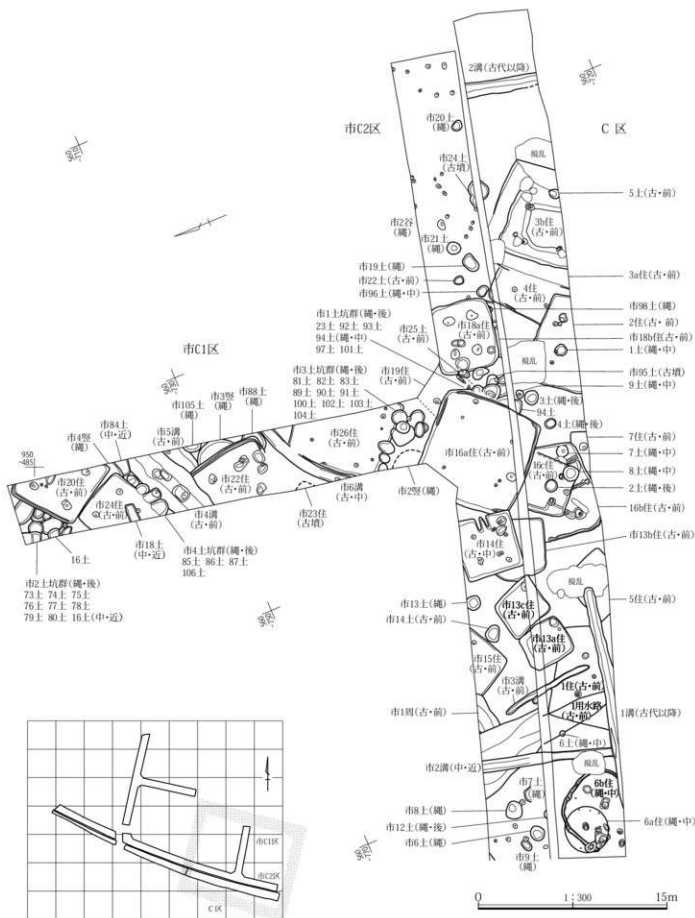 2溝(古代以降)
市C2区
C 区
市20土
(縄)
市24土
(古墳)
攪乱
5土(古・前)
3b住
(古・前)
市2谷
(縄)
市21土
(縄)
市19土(縄)
市22土(古・前)
市96土(縄・中)
3a住(古・前)
4住
(古・前)
市98土(縄)
2住(古・前)
市18b住(古・前)
1土(縄・中)
市95土(古墳)
9土(縄・中)
市1土坑群(縄・後)
23土 92土 93土
94土(縄・中)
97土 101土
市25土
(古・前)
市18a住
(古・前)
攪乱
市C1区
市3土坑群(縄・後)
81土 82土 83土
89土 90土 91土
100土 102土 103土
104土
市19住
(古・前)
3土(縄・後)
94土
4土(縄・後)
7住(古・前)
7土(縄・中)
8土(縄・中)
2土(縄・後)
16b住(古・前)
16c住
(古・前)
市16a住(古・前)
市88土
(縄)
市3竪
(縄)
市105土
(縄)
市5溝
(古・前)
市84土
(中・近)
市4竪
(縄)
950
-485
市20住
(古・前)
市24住
(古・前)
市22住
(古・前)
市26住
(古・前)
市6溝
(古・中)
市2竪(縄)
市23住
(古墳)
市4溝
(古・前)
市18土
(中・近)
市4土坑群(縄・後)
85土 86土 87土
106土
16土
市2土坑群(縄・後)
73土 74土 75土
76土 77土 78土
79土 80土 16土(中・近)
市14住
(古・中)
市13b住(古・前)
攪乱
5住(古・前)
市13土(縄)
市14土(古・前)
市13c住
(古・前)
市13a住
(古・前)
市15住
(古・前)
市3溝
(古・前)
1住(古・前)
1用水路
(古・前)
1溝(古代以降)
市1周(古・前)
6土(縄・中)
市2溝(中・近)
攪乱
市7土
(縄)
6b住
(縄・中)
市8土(縄)
市12土(縄・後)
市6土(縄)
6a住(縄・中)
市9土
(縄)
市C1区
市C2区
C 区
0
1:300
15m